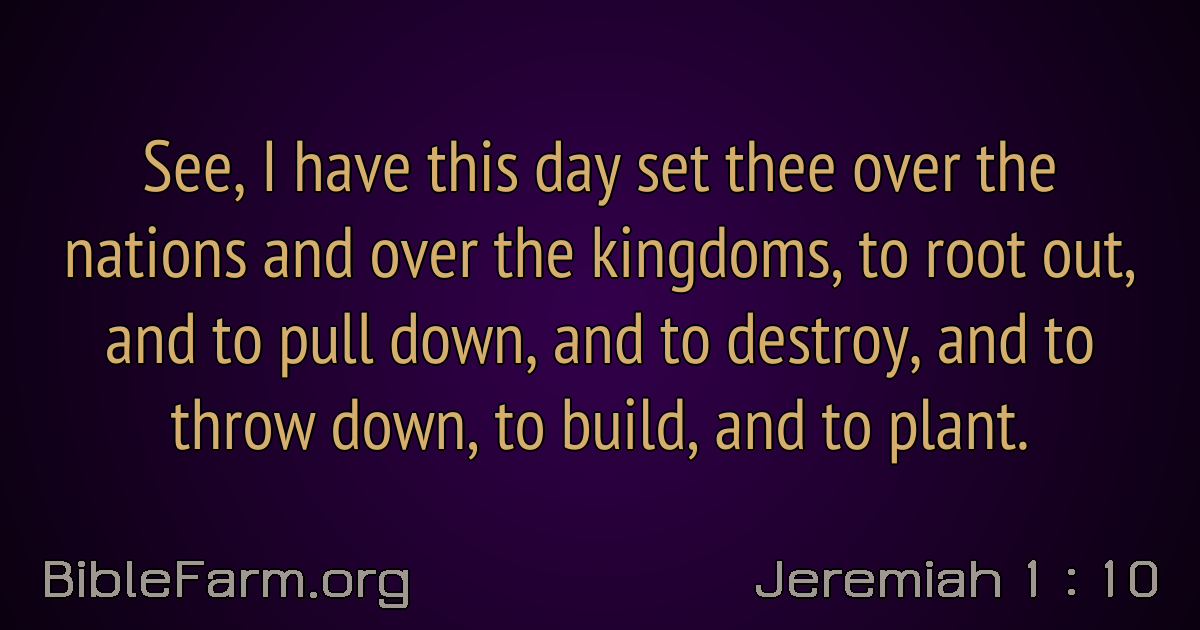 See, I have this day set thee over the
nations and over the kingdoms, to root out,
and to pull down, and to destroy, and to
throw down, to build, and to plant.
BibleFarm.org
Jeremiah 1 : 10